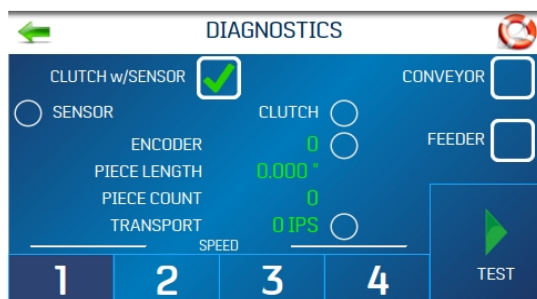 DIAGNOSTICS
CLUTCH w/SENSOR
CONVEYOR
SENSOR
CLUTCH
ENCODER 0
FEEDER
PIECE LENGTH 0.000 "
PIECE COUNT 0
TRANSPORT 0 IPS
SPEED
1 2 3 4
TEST